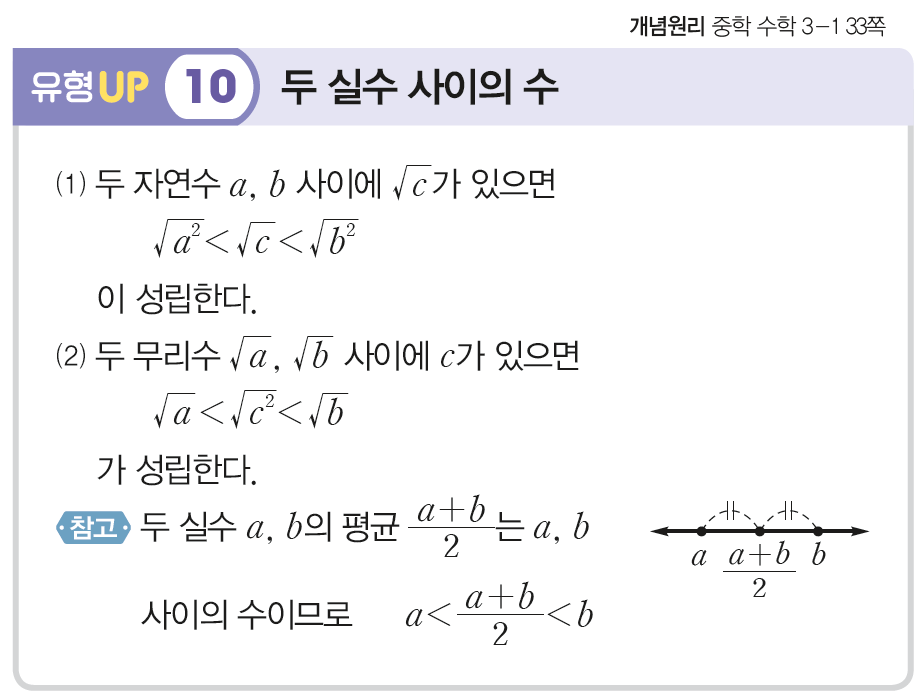 개념원리 중학 수학 3-1 33쪽
유형UP 10 두 실수 사이의 수
(1) 두 자연수 a, b 사이에 √c가 있으면
√a²<√c<√b²
이 성립한다.
(2) 두 무리수 √a, √b 사이에 c가 있으면
√a<√c²<√b
가 성립한다.
참고 두 실수 a, b의 평균 (a+b)/2는 a, b
a (a+b)/2 b
사이의 수이므로 a<(a+b)/2<b